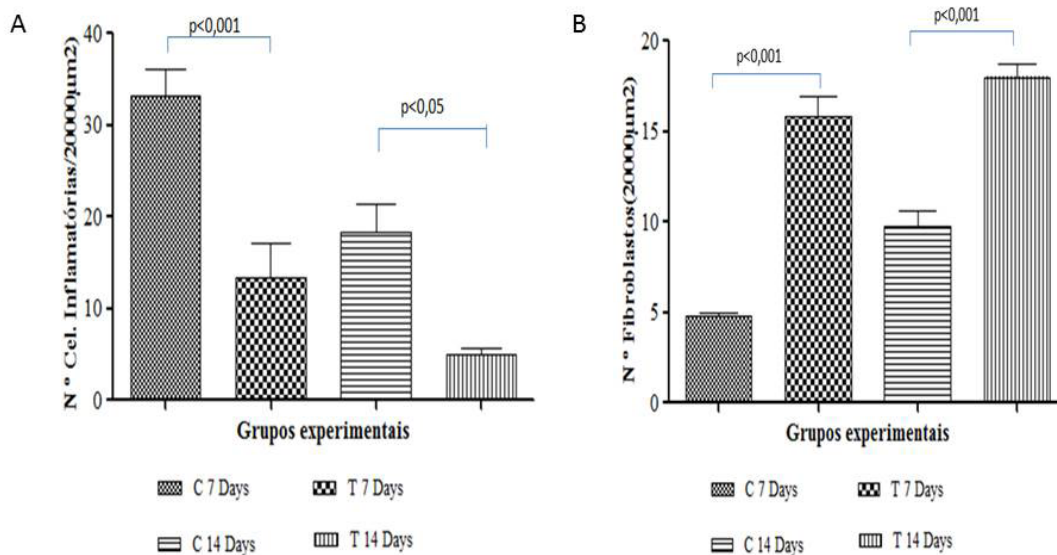 A
p<0,001
p<0,05
N ° Cel. Inflamatórias/20000µm2)
40
30
20
10
0
Grupos experimentais
C 7 Days
T 7 Days
C 14 Days
T 14 Days
B
p<0,001
p<0,001
N ° Fibroblastos(20000µm2)
20
15
10
5
0
Grupos experimentais
C 7 Days
T 7 Days
C 14 Days
T 14 Days